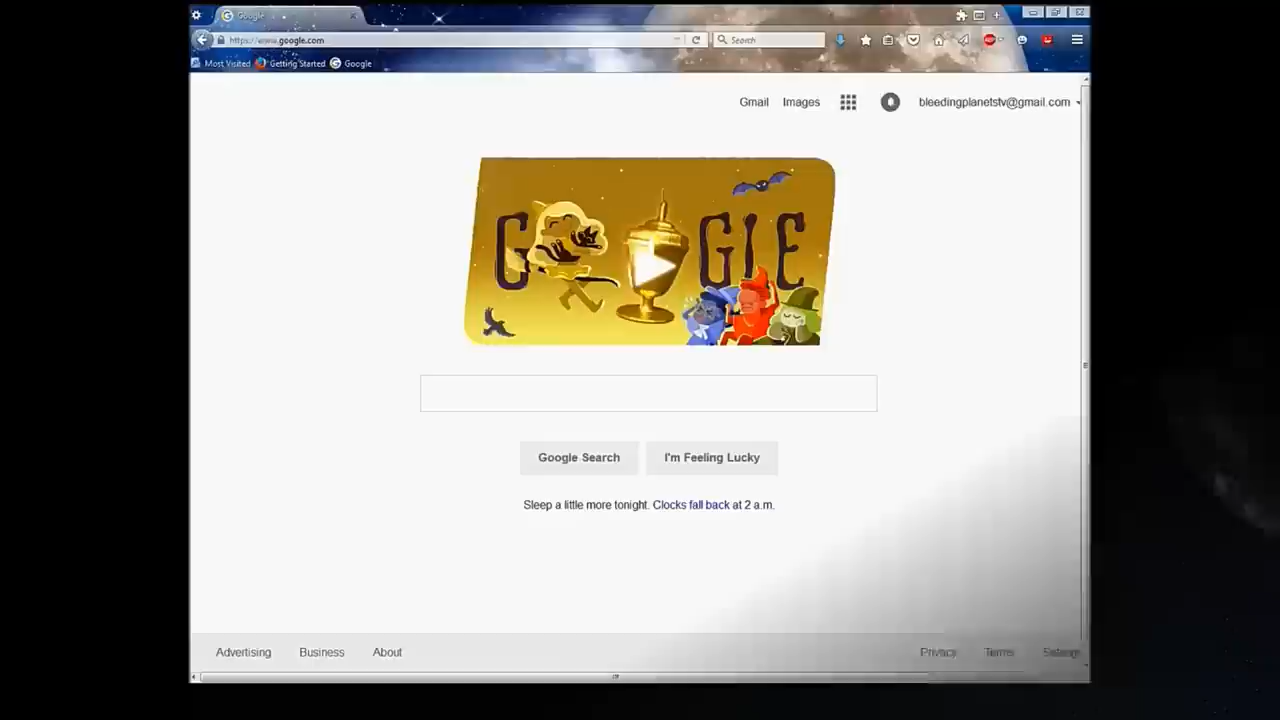 Google
https://www.google.com
Search
Most Visited
Getting Started
Google
Gmail
Images
bleedingplanetstv@gmail.com
G GLE
Google Search
I'm Feeling Lucky
Sleep a little more tonight. Clocks fall back at 2 a.m.
Advertising
Business
About
Privacy
Terms
Settings